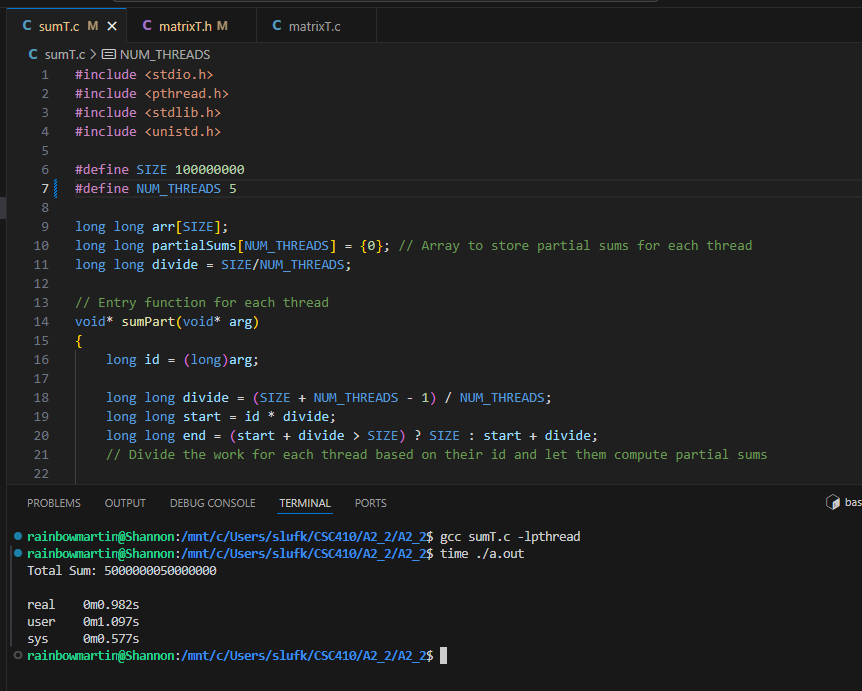 C sumT.c M ✕ C matrixT.h M C matrixT.c
C sumT.c > NUM_THREADS
1 #include <stdio.h>
2 #include <pthread.h>
3 #include <stdlib.h>
4 #include <unistd.h>
5
6 #define SIZE 100000000
7 #define NUM_THREADS 5
8
9 long long arr[SIZE];
10 long long partialSums[NUM_THREADS] = {0}; // Array to store partial sums for each thread
11 long long divide = SIZE/NUM_THREADS;
12
13 // Entry function for each thread
14 void* sumPart(void* arg)
15 {
16 long id = (long)arg;
17
18 long long divide = (SIZE + NUM_THREADS - 1) / NUM_THREADS;
19 long long start = id * divide;
20 long long end = (start + divide > SIZE) ? SIZE : start + divide;
21 // Divide the work for each thread based on their id and let them compute partial sums
22
PROBLEMS OUTPUT DEBUG CONSOLE TERMINAL PORTS bas
rainbowmartin@Shannon:/mnt/c/Users/slufk/CSC410/A2_2/A2_2$ gcc sumT.c -lpthread
rainbowmartin@Shannon:/mnt/c/Users/slufk/CSC410/A2_2/A2_2$ time ./a.out
Total Sum: 5000000050000000
real 0m0.982s
user 0m1.097s
sys 0m0.577s
rainbowmartin@Shannon:/mnt/c/Users/slufk/CSC410/A2_2/A2_2$